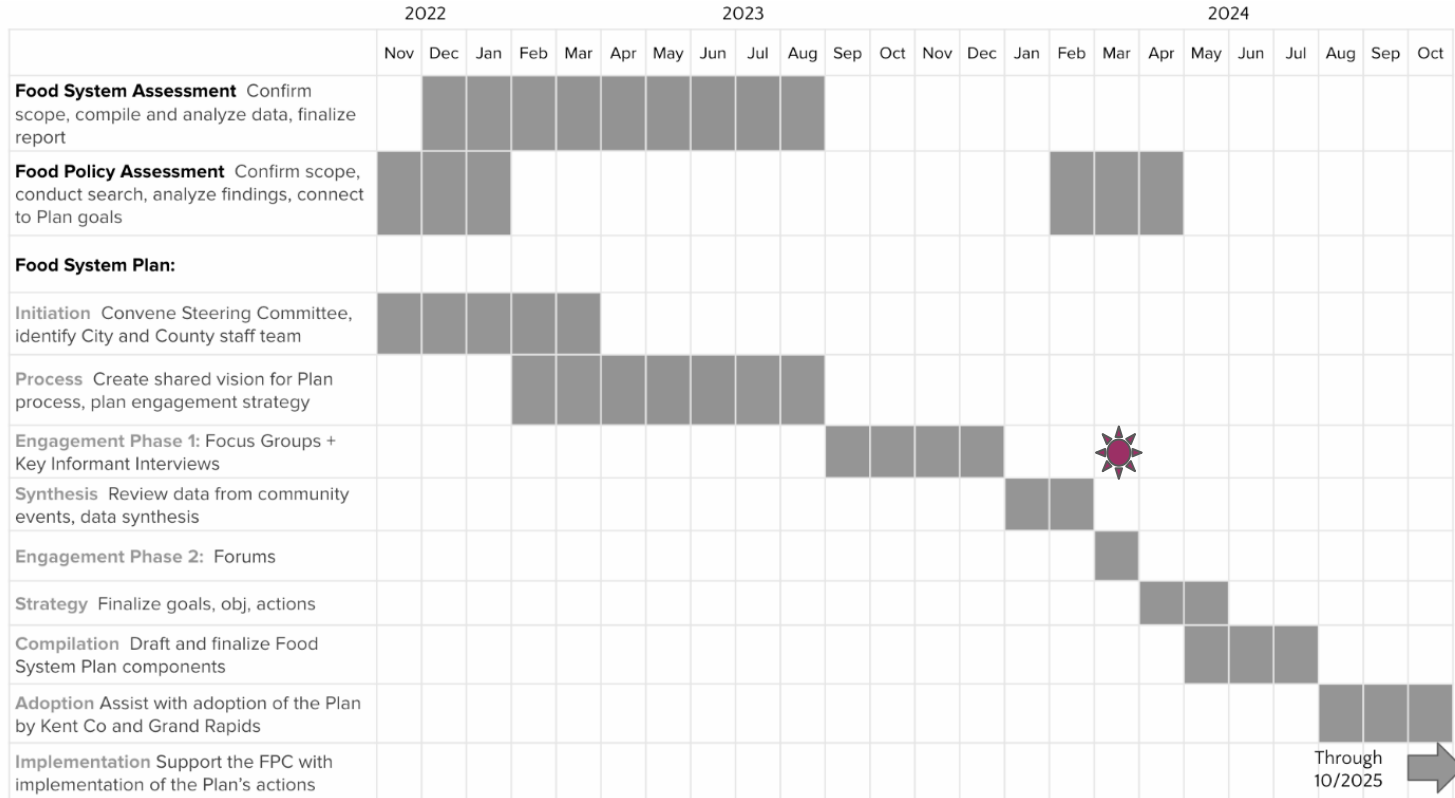 2022 2023 2024
Nov Dec Jan Feb Mar Apr May Jun Jul Aug Sep Oct Nov Dec Jan Feb Mar Apr May Jun Jul Aug Sep Oct
Food System Assessment Confirm
scope, compile and analyze data, finalize
report
Food Policy Assessment Confirm scope,
conduct search, analyze findings, connect
to Plan goals
Food System Plan:
Initiation Convene Steering Committee,
identify City and County staff team
Process Create shared vision for Plan
process, plan engagement strategy
Engagement Phase 1: Focus Groups +
Key Informant Interviews
Synthesis Review data from community
events, data synthesis
Engagement Phase 2: Forums
Strategy Finalize goals, obj, actions
Compilation Draft and finalize Food
System Plan components
Adoption Assist with adoption of the Plan
by Kent Co and Grand Rapids
Implementation Support the FPC with
implementation of the Plan's actions
Through
10/2025